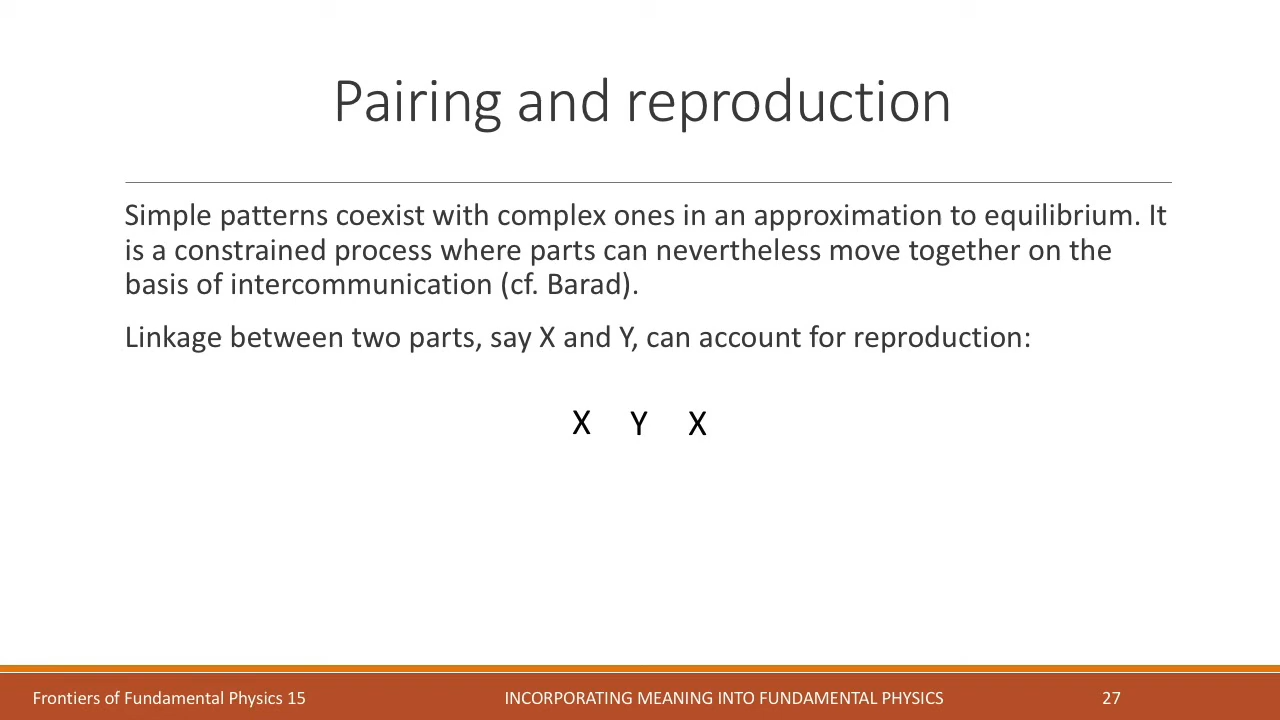 Pairing and reproduction
Simple patterns coexist with complex ones in an approximation to equilibrium. It
is a constrained process where parts can nevertheless move together on the
basis of intercommunication (cf. Barad).
Linkage between two parts, say X and Y, can account for reproduction:
X Y X
Frontiers of Fundamental Physics 15 INCORPORATING MEANING INTO FUNDAMENTAL PHYSICS 27